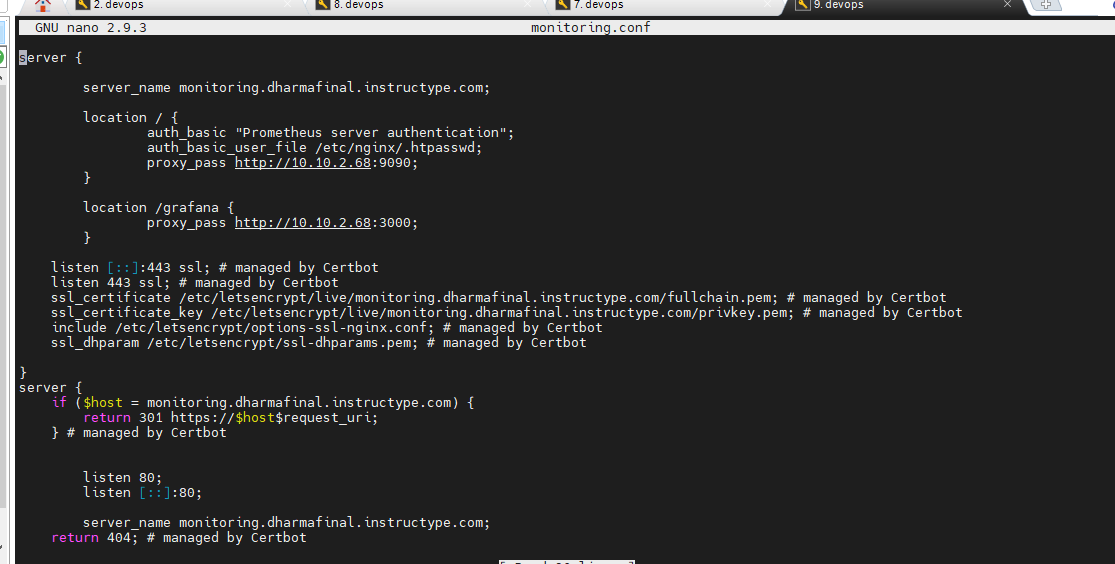 2. devops
8. devops
7. devops
9. devops
GNU nano 2.9.3 monitoring.conf
server {
server_name monitoring.dharmafinal.instructype.com;
location / {
auth_basic "Prometheus server authentication";
auth_basic_user_file /etc/nginx/.htpasswd;
proxy_pass http://10.10.2.68:9090;
}
location /grafana {
proxy_pass http://10.10.2.68:3000;
}
listen [::]:443 ssl; # managed by Certbot
listen 443 ssl; # managed by Certbot
ssl_certificate /etc/letsencrypt/live/monitoring.dharmafinal.instructype.com/fullchain.pem; # managed by Certbot
ssl_certificate_key /etc/letsencrypt/live/monitoring.dharmafinal.instructype.com/privkey.pem; # managed by Certbot
include /etc/letsencrypt/options-ssl-nginx.conf; # managed by Certbot
ssl_dhparam /etc/letsencrypt/ssl-dhparams.pem; # managed by Certbot
}
server {
if ($host = monitoring.dharmafinal.instructype.com) {
return 301 https://$host$request_uri;
} # managed by Certbot
listen 80;
listen [::]:80;
server_name monitoring.dharmafinal.instructype.com;
return 404; # managed by Certbot